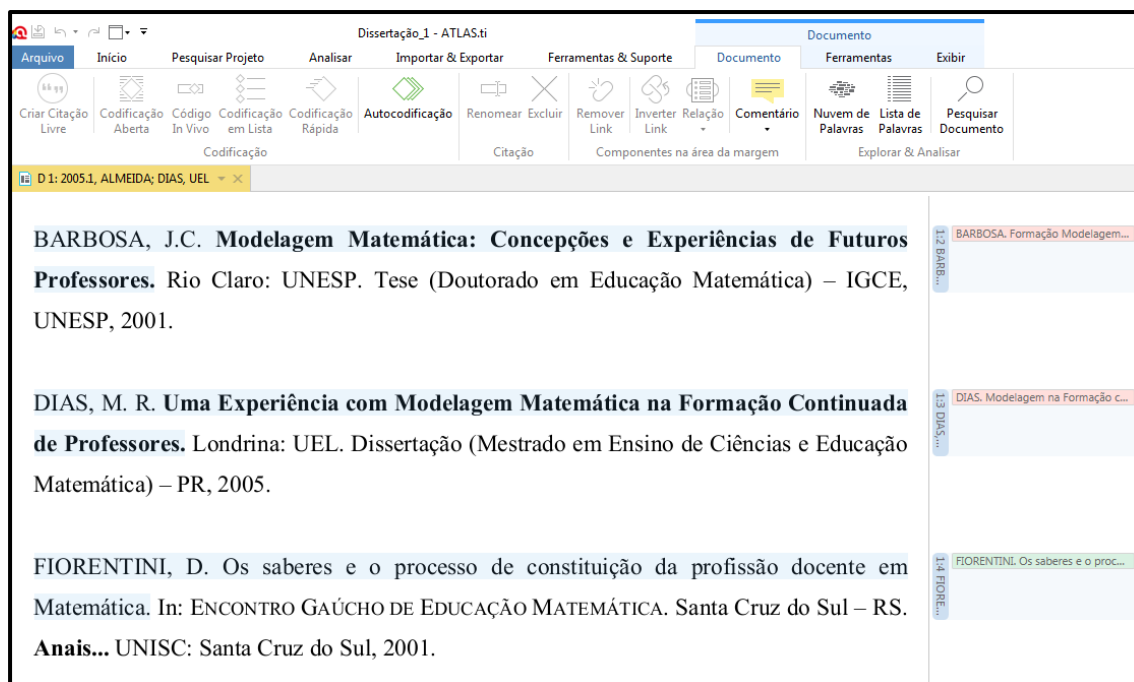 Dissertação_1 - ATLAS.ti
Documento
Arquivo Início Pesquisar Projeto Analisar Importar & Exportar Ferramentas & Suporte Documento Ferramentas Exibir
Criar Citação Livre
Codificação Aberta
Código In Vivo
Codificação em Lista
Codificação Rápida
Autocodificação
Renomear Excluir
Remover Link
Inverter Link
Relação
Comentário
Nuvem de Palavras
Lista de Palavras
Pesquisar Documento
Codificação Citação Componentes na área da margem Explorar & Analisar
D 1: 2005.1, ALMEIDA; DIAS, UEL
BARBOSA, J.C. Modelagem Matemática: Concepções e Experiências de Futuros
Professores. Rio Claro: UNESP. Tese (Doutorado em Educação Matemática) – IGCE,
UNESP, 2001.
1:2 BARB...
BARBOSA. Formação Modelagem...
DIAS, M. R. Uma Experiência com Modelagem Matemática na Formação Continuada
de Professores. Londrina: UEL. Dissertação (Mestrado em Ensino de Ciências e Educação
Matemática) – PR, 2005.
1:3 DIAS,...
DIAS. Modelagem na Formação c...
FIORENTINI, D. Os saberes e o processo de constituição da profissão docente em
Matemática. In: ENCONTRO GAÚCHO DE EDUCAÇÃO MATEMÁTICA. Santa Cruz do Sul – RS.
Anais... UNISC: Santa Cruz do Sul, 2001.
1:4 FIORE...
FIORENTINI. Os saberes e o proc...